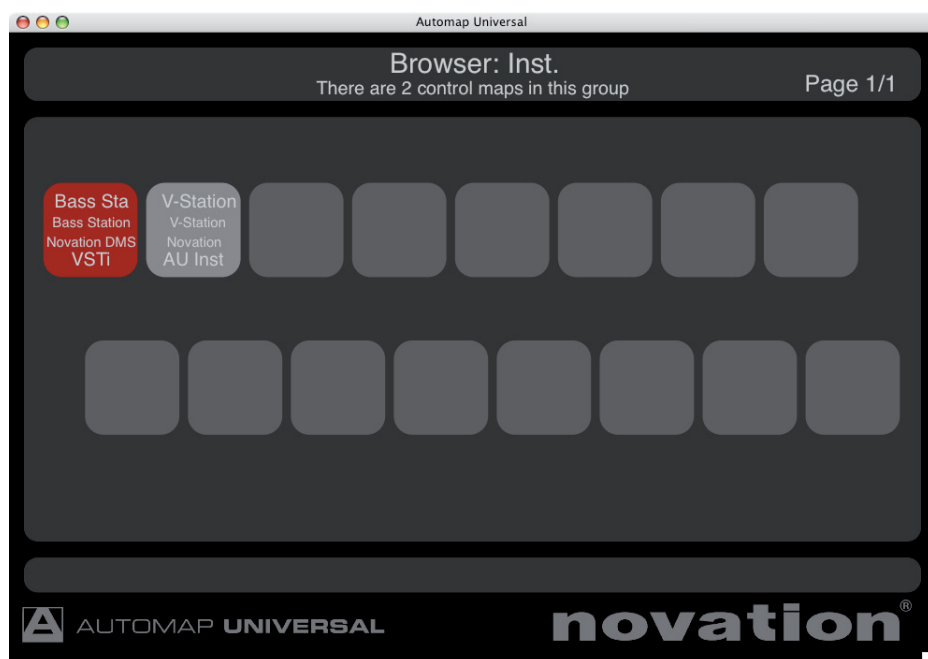 Automap Universal
Browser: Inst.
There are 2 control maps in this group
Page 1/1
Bass Sta
Bass Station
Novation DMS
VSTi
V-Station
V-Station
Novation
AU Inst
A AUTOMAP UNIVERSAL
novation®